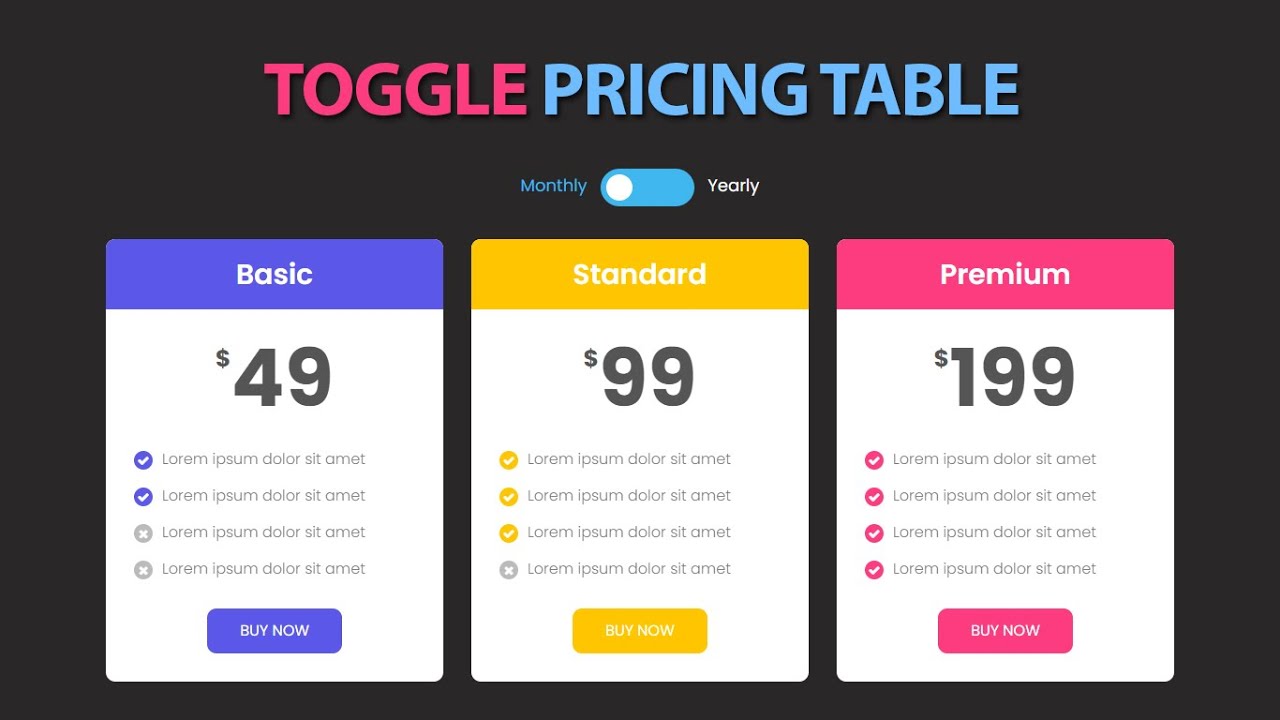 TOGGLE PRICING TABLE
Monthly Yearly
Basic
$49
Lorem ipsum dolor sit amet
Lorem ipsum dolor sit amet
Lorem ipsum dolor sit amet
Lorem ipsum dolor sit amet
BUY NOW
Standard
$99
Lorem ipsum dolor sit amet
Lorem ipsum dolor sit amet
Lorem ipsum dolor sit amet
Lorem ipsum dolor sit amet
BUY NOW
Premium
$199
Lorem ipsum dolor sit amet
Lorem ipsum dolor sit amet
Lorem ipsum dolor sit amet
Lorem ipsum dolor sit amet
BUY NOW